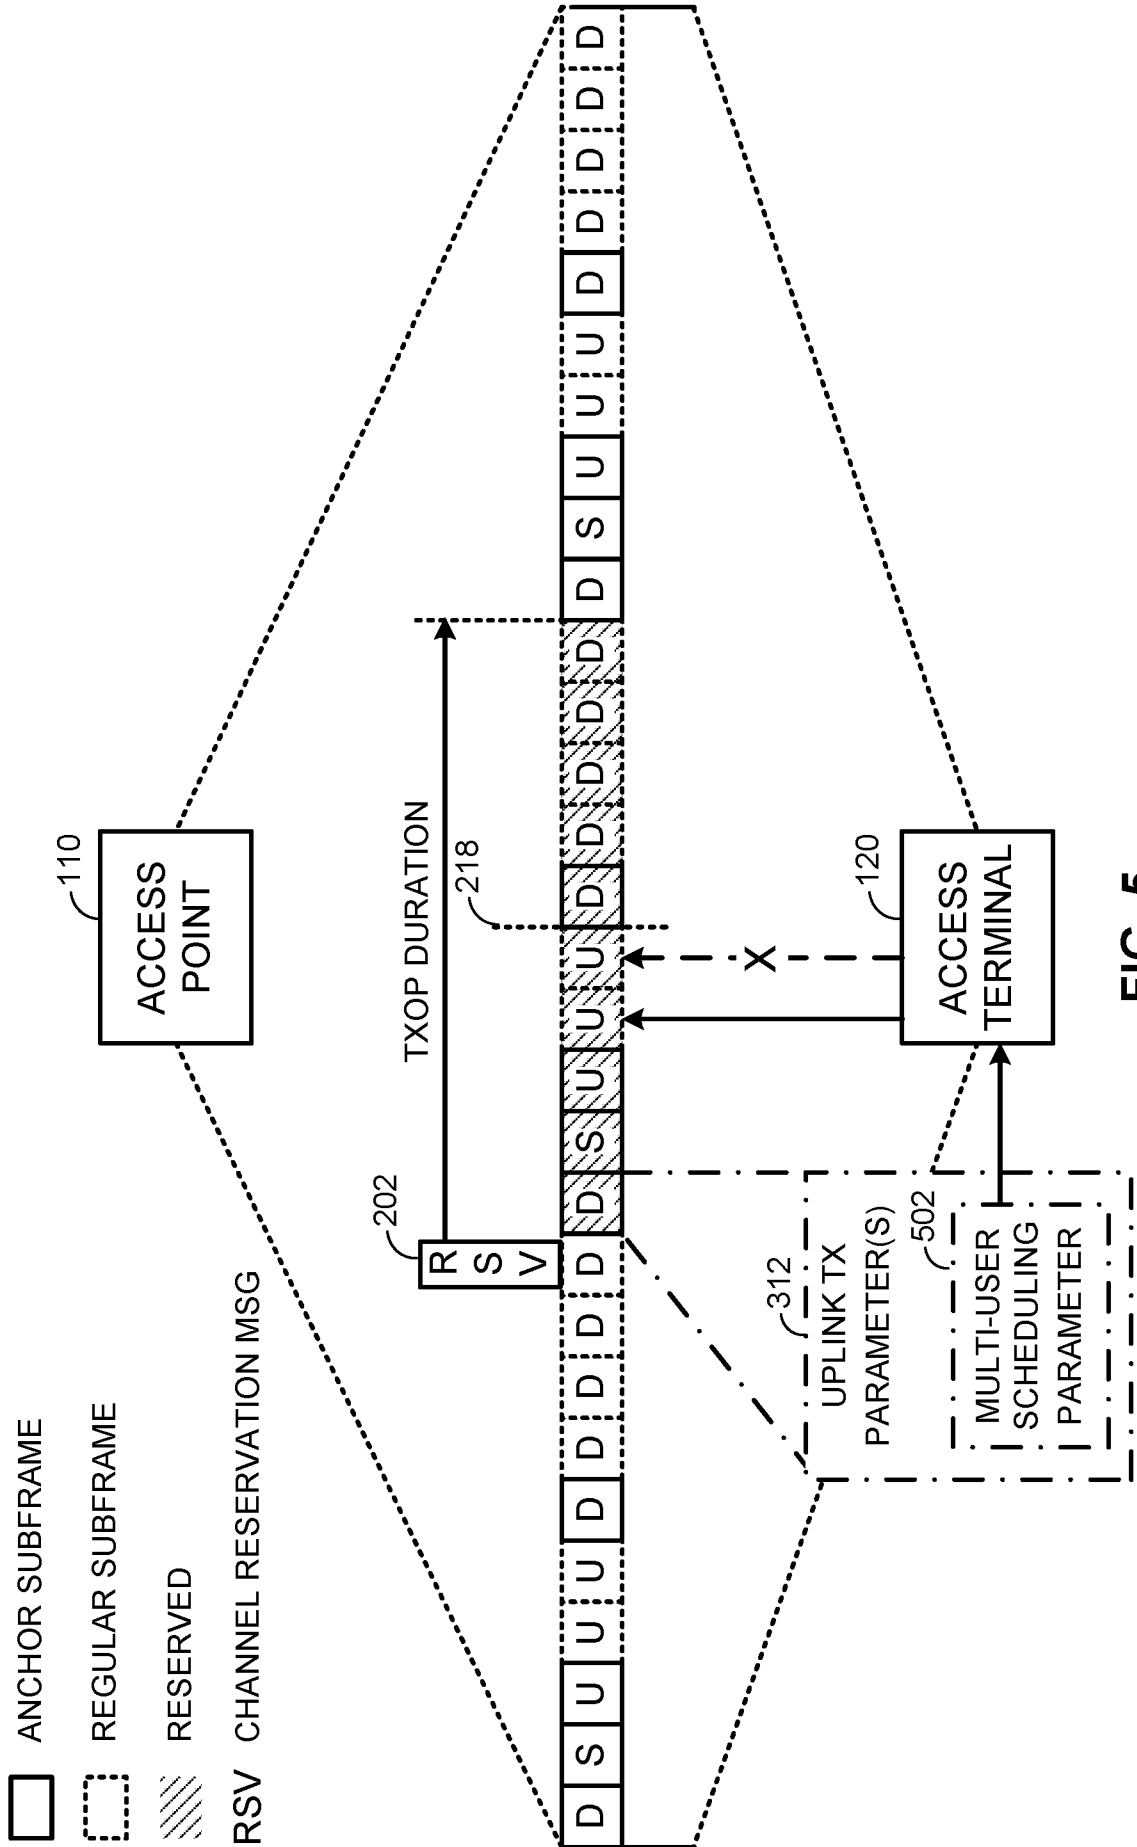 ANCHOR SUBFRAME
REGULAR SUBFRAME
RESERVED
RSV CHANNEL RESERVATION MSG
110
ACCESS
POINT
TXOP DURATION
202
R
S
V
218
D S U U U D D D D D D S U U U D D D D D D S U U U D D D D D
X
312
UPLINK TX
PARAMETER(S)
502
MULTI-USER
SCHEDULING
PARAMETER
120
ACCESS
TERMINAL
FIG. 5